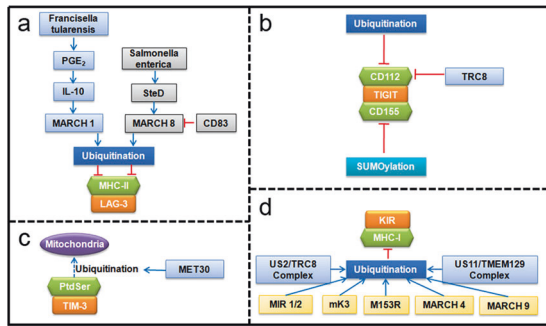 a
Francisella
tularensis
PGE₂
IL-10
MARCH 1
Salmonella
enterica
SteD
MARCH 8
CD83
Ubiquitination
MHC-II
LAG-3
b
Ubiquitination
CD112
TIGIT
CD155
TRC8
SUMOylation
c
Mitochondria
Ubiquitination
MET30
PtdSer
TIM-3
d
KIR
MHC-I
US2/TRC8
Complex
Ubiquitination
US11/TMEM129
Complex
MIR 1/2
mK3
M153R
MARCH 4
MARCH 9